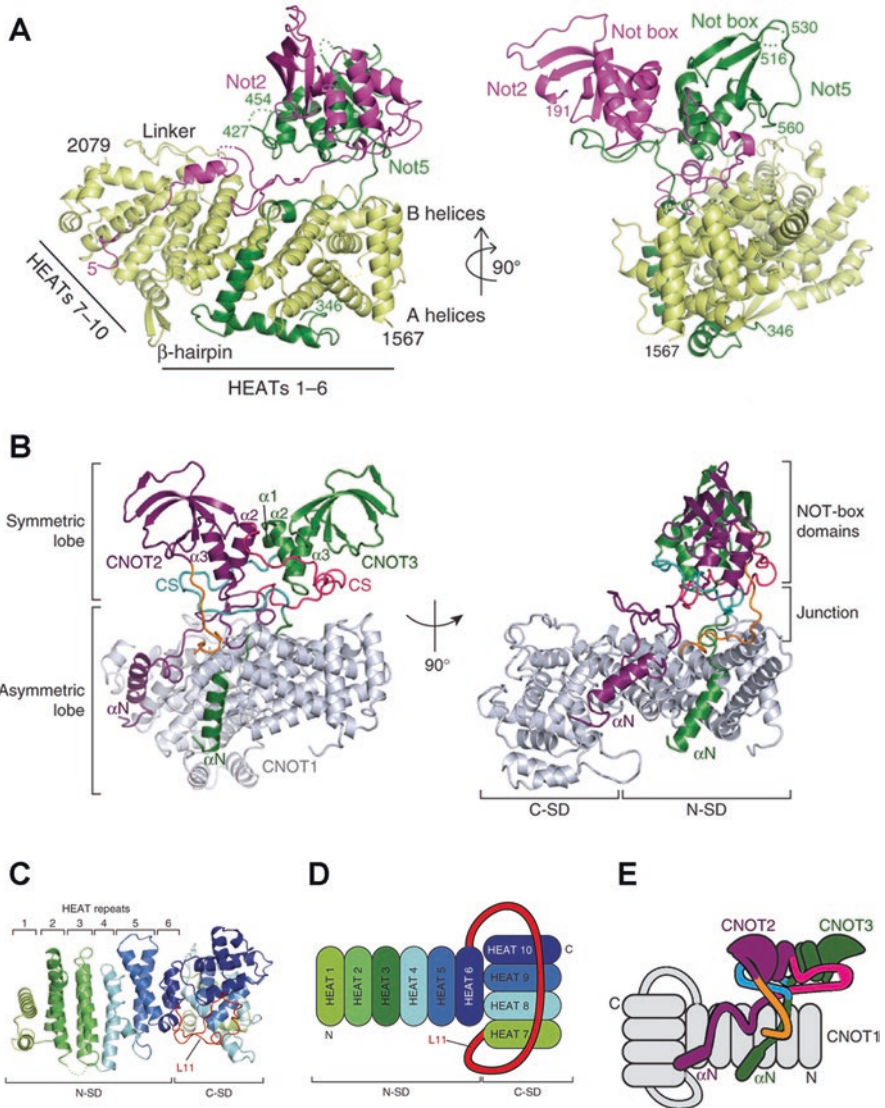 A
Not2
454
427
Linker
2079
Not5
B helices
A helices
5
HEATs 7–10
346
1567
β-hairpin
HEATs 1–6
90°
Not box
Not box
530
516
Not2
191
Not5
560
346
1567
B
Symmetric
lobe
α1
α2
α2
α3
α3
CNOT2
CNOT3
CS
CS
Asymmetric
lobe
αN
αN
CNOT1
90°
NOT-box
domains
Junction
αN
αN
C-SD
N-SD
C
HEAT repeats
1 2 3 4 5 6
L11
N-SD
C-SD
D
HEAT 1
HEAT 2
HEAT 3
HEAT 4
HEAT 5
HEAT 6
HEAT 10
HEAT 9
HEAT 8
HEAT 7
C
N
L11
N-SD
C-SD
E
CNOT2
CNOT3
C
CNOT1
αN
αN
N